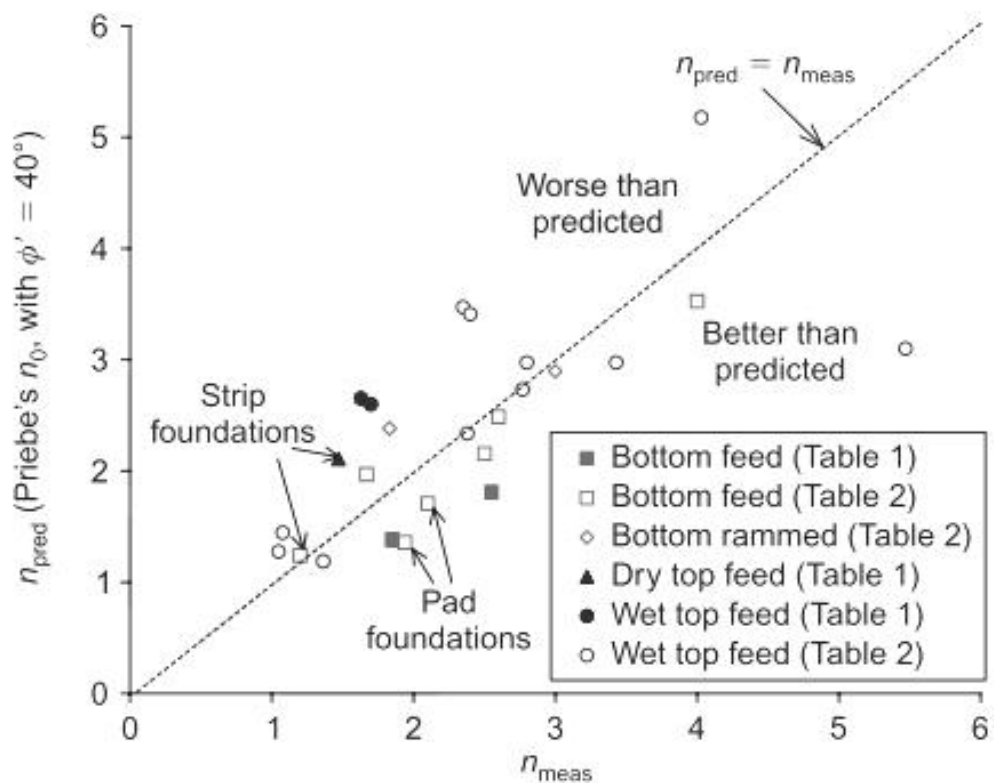 6
5
4
3
2
1
0
n_pred (Priebe's n_0, with ϕ′ = 40°)
n_pred = n_meas
Worse than
predicted
Better than
predicted
Strip
foundations
Pad
foundations
Bottom feed (Table 1)
Bottom feed (Table 2)
Bottom rammed (Table 2)
Dry top feed (Table 1)
Wet top feed (Table 1)
Wet top feed (Table 2)
0 1 2 3 4 5 6
n_meas